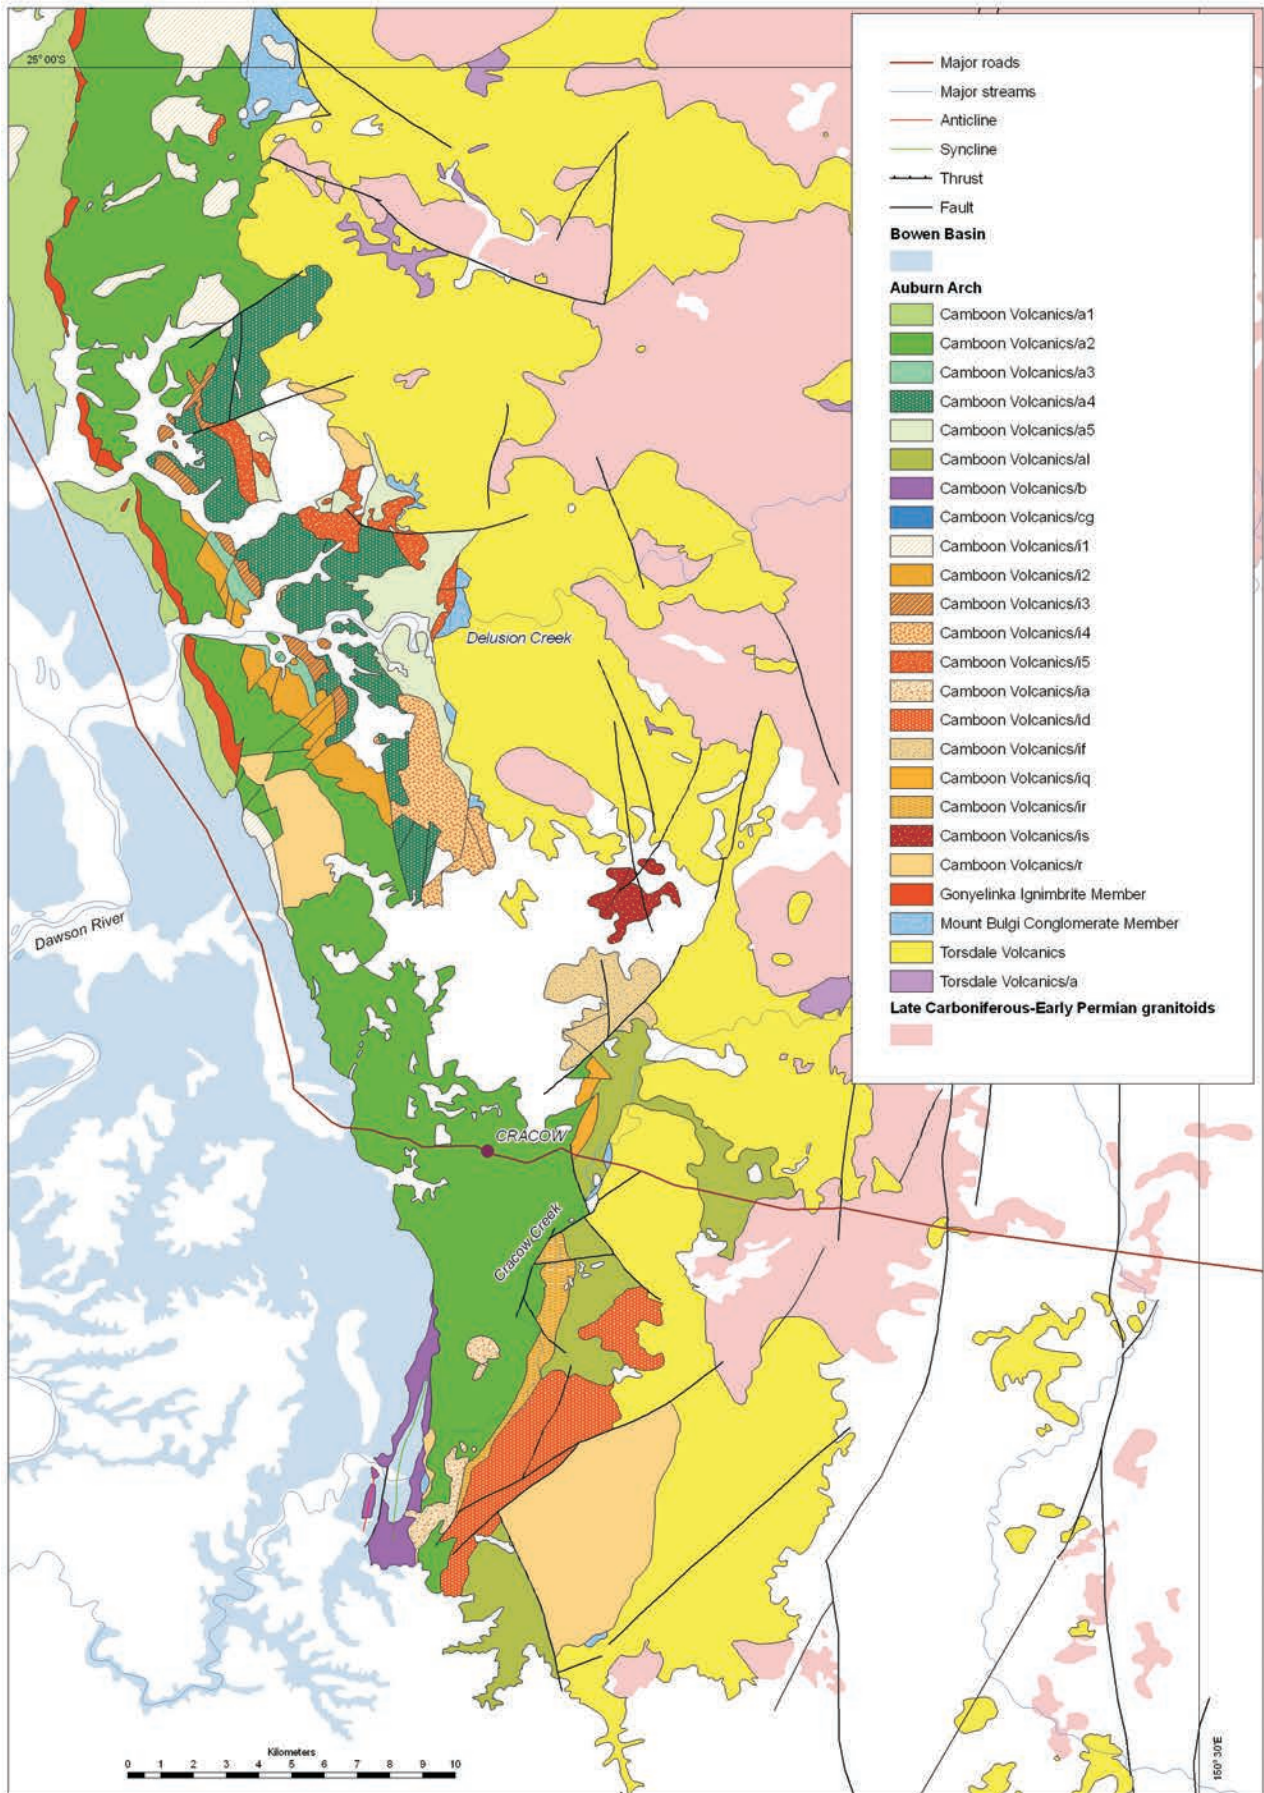 25° 00'S
Major roads
Major streams
Anticline
Syncline
Thrust
Fault
Bowen Basin
Auburn Arch
Camboon Volcanics/a1
Camboon Volcanics/a2
Camboon Volcanics/a3
Camboon Volcanics/a4
Camboon Volcanics/a5
Camboon Volcanics/al
Camboon Volcanics/b
Camboon Volcanics/cg
Camboon Volcanics/i1
Camboon Volcanics/i2
Camboon Volcanics/i3
Camboon Volcanics/i4
Camboon Volcanics/i5
Camboon Volcanics/ia
Camboon Volcanics/id
Camboon Volcanics/if
Camboon Volcanics/iq
Camboon Volcanics/ir
Camboon Volcanics/is
Camboon Volcanics/r
Gonyelinka Ignimbrite Member
Mount Bulgi Conglomerate Member
Torsdale Volcanics
Torsdale Volcanics/a
Late Carboniferous-Early Permian granitoids
Delusion Creek
Dawson River
CRACOW
Cracow Creek
Kilometers
0 1 2 3 4 5 6 7 8 9 10
150° 30'E